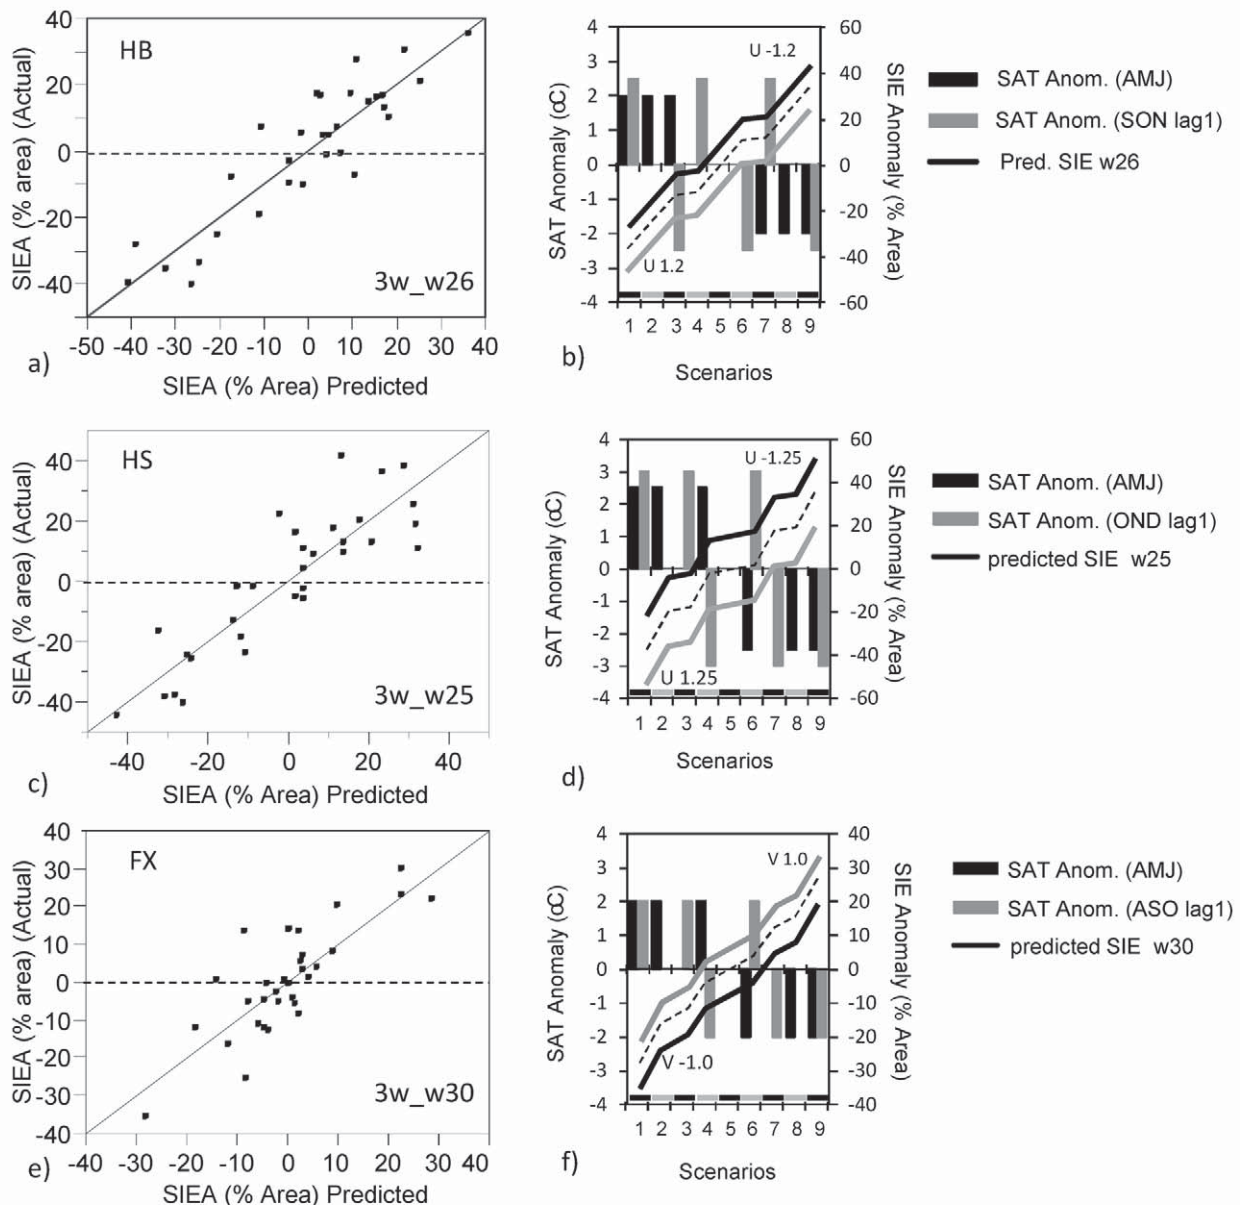 HB
SIEA (% area) (Actual)
40
20
0
-20
-40
3w_w26
-50 -40 -30 -20 -10 0 10 20 30 40
a)
SIEA (% Area) Predicted
SAT Anomaly (oC)
4
3
2
1
0
-1
-2
-3
-4
U -1.2
U 1.2
60
40
20
0
-20
-40
-60
SIE Anomaly (% Area)
1 2 3 4 5 6 7 8 9
b)
Scenarios
SAT Anom. (AMJ)
SAT Anom. (SON lag1)
Pred. SIE w26
HS
SIEA (% area) (Actual)
40
20
0
-20
-40
3w_w25
-40 -20 0 20 40
c)
SIEA (% Area) Predicted
SAT Anomaly (oC)
4
3
2
1
0
-1
-2
-3
-4
U -1.25
U 1.25
60
40
20
0
-20
-40
-60
SIE Anomaly (% Area)
1 2 3 4 5 6 7 8 9
d)
Scenarios
SAT Anom. (AMJ)
SAT Anom. (OND lag1)
predicted SIE w25
FX
SIEA (% area) (Actual)
40
30
20
10
0
-10
-20
-30
-40
3w_w30
-40 -30 -20 -10 0 10 20 30 40
e)
SIEA (% Area) Predicted
SAT Anomaly (oC)
4
3
2
1
0
-1
-2
-3
-4
V 1.0
V -1.0
40
30
20
10
0
-10
-20
-30
-40
SIE Anomaly (% Area)
1 2 3 4 5 6 7 8 9
f)
Scenarios
SAT Anom. (AMJ)
SAT Anom. (ASO lag1)
predicted SIE w30